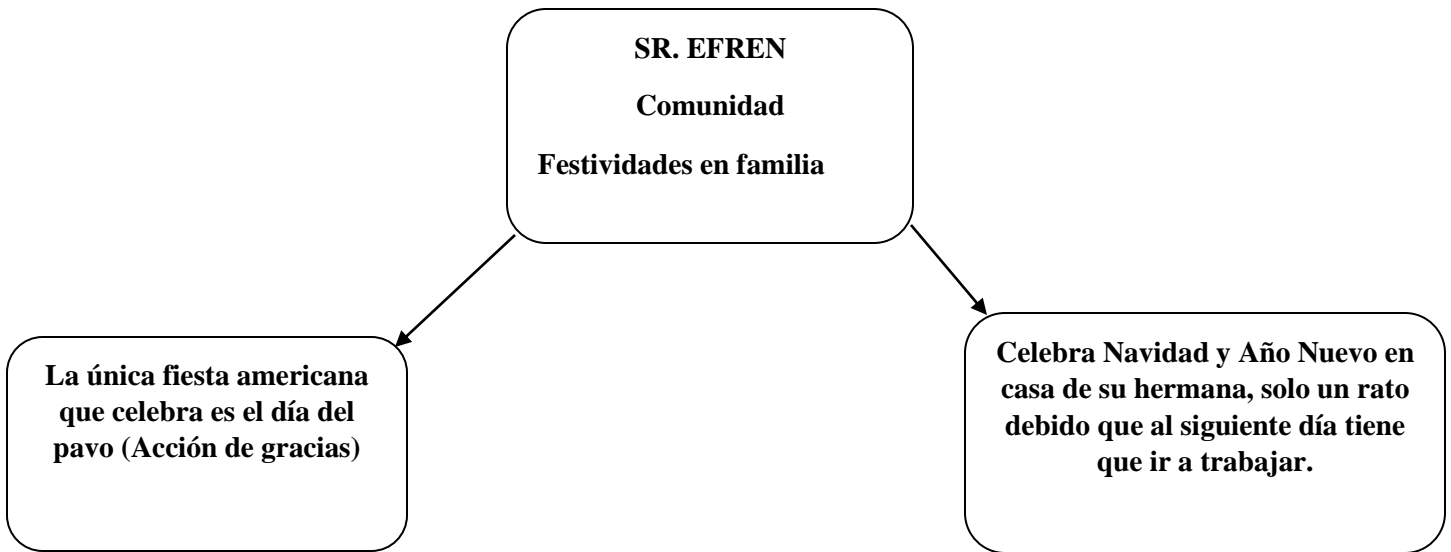 SR. EFREN
Comunidad
Festividades en familia
La única fiesta americana
que celebra es el día del
pavo (Acción de gracias)
Celebra Navidad y Año Nuevo en
casa de su hermana, solo un rato
debido que al siguiente día tiene
que ir a trabajar.